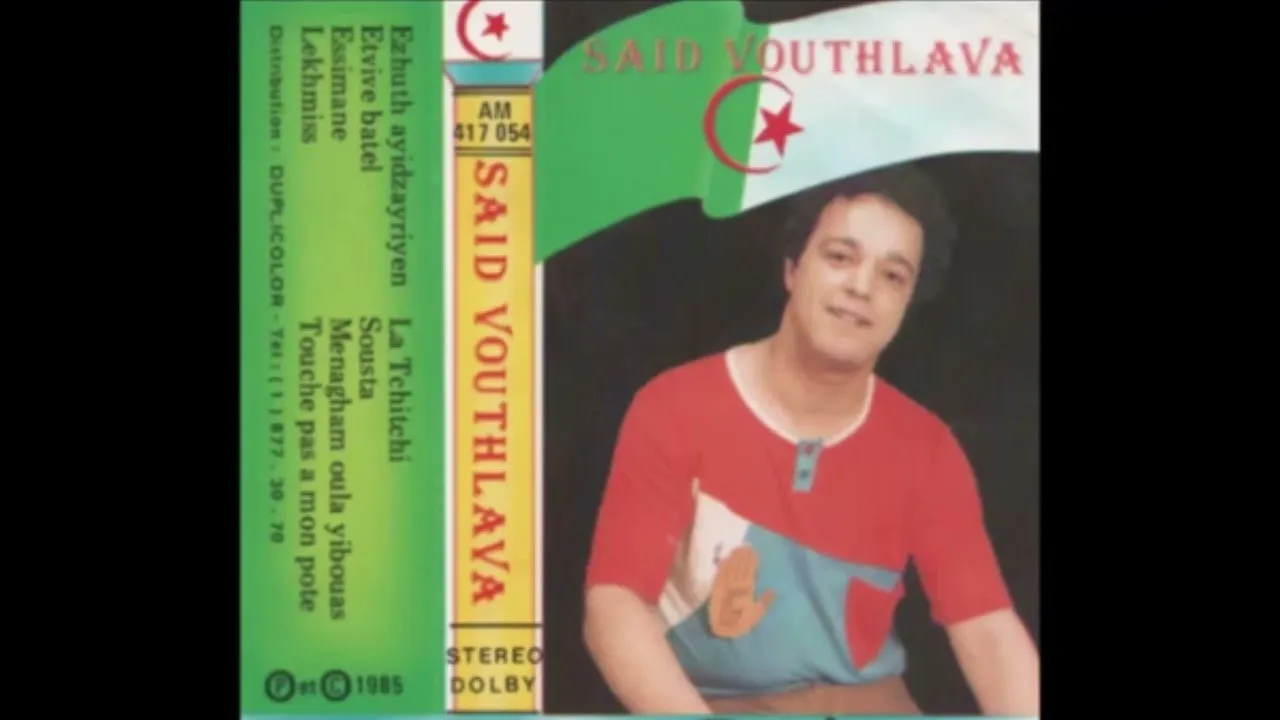 Ezhuth ayidzayriyen
Etvive batel
Essimane
Lekhmiss
La Tchitchi
Sousta
Menagham oula yibouas
Touche pas a mon pote
Distribution : DUPLICOLOR - Tel : ( 1 ) 877 . 30 . 70
P et C 1985
AM
417 054
SAID VOUTHLAVA
STEREO
DOLBY
SAID VOUTHLAVA